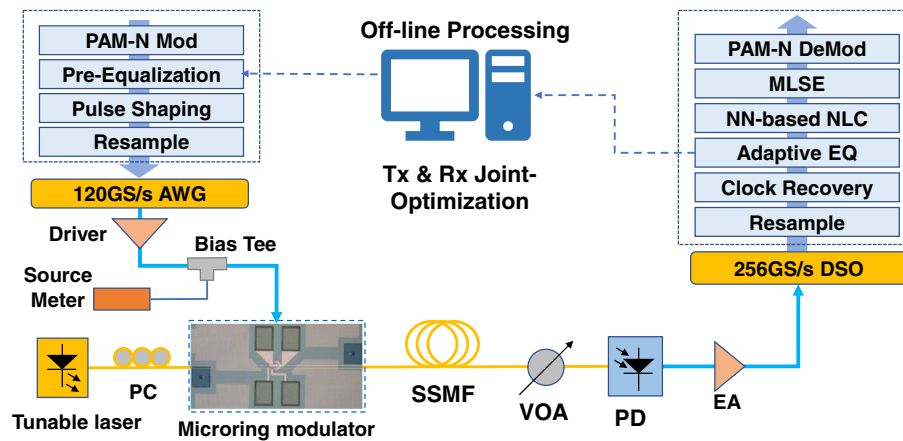 PAM-N Mod
Pre-Equalization
Pulse Shaping
Resample
120GS/s AWG
Off-line Processing
Tx & Rx Joint-
Optimization
PAM-N DeMod
MLSE
NN-based NLC
Adaptive EQ
Clock Recovery
Resample
256GS/s DSO
Driver
Bias Tee
Source
Meter
PC
Tunable laser
Microring modulator
SSMF
VOA
PD
EA